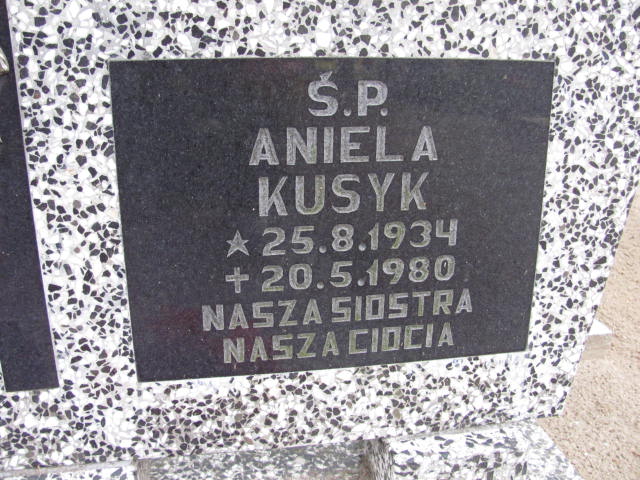 Ś.P.
ANIELA
KUSYK
★ 25.8.1934
✝ 20.5.1980
NASZA SIOSTRA
NASZA CIOCIA